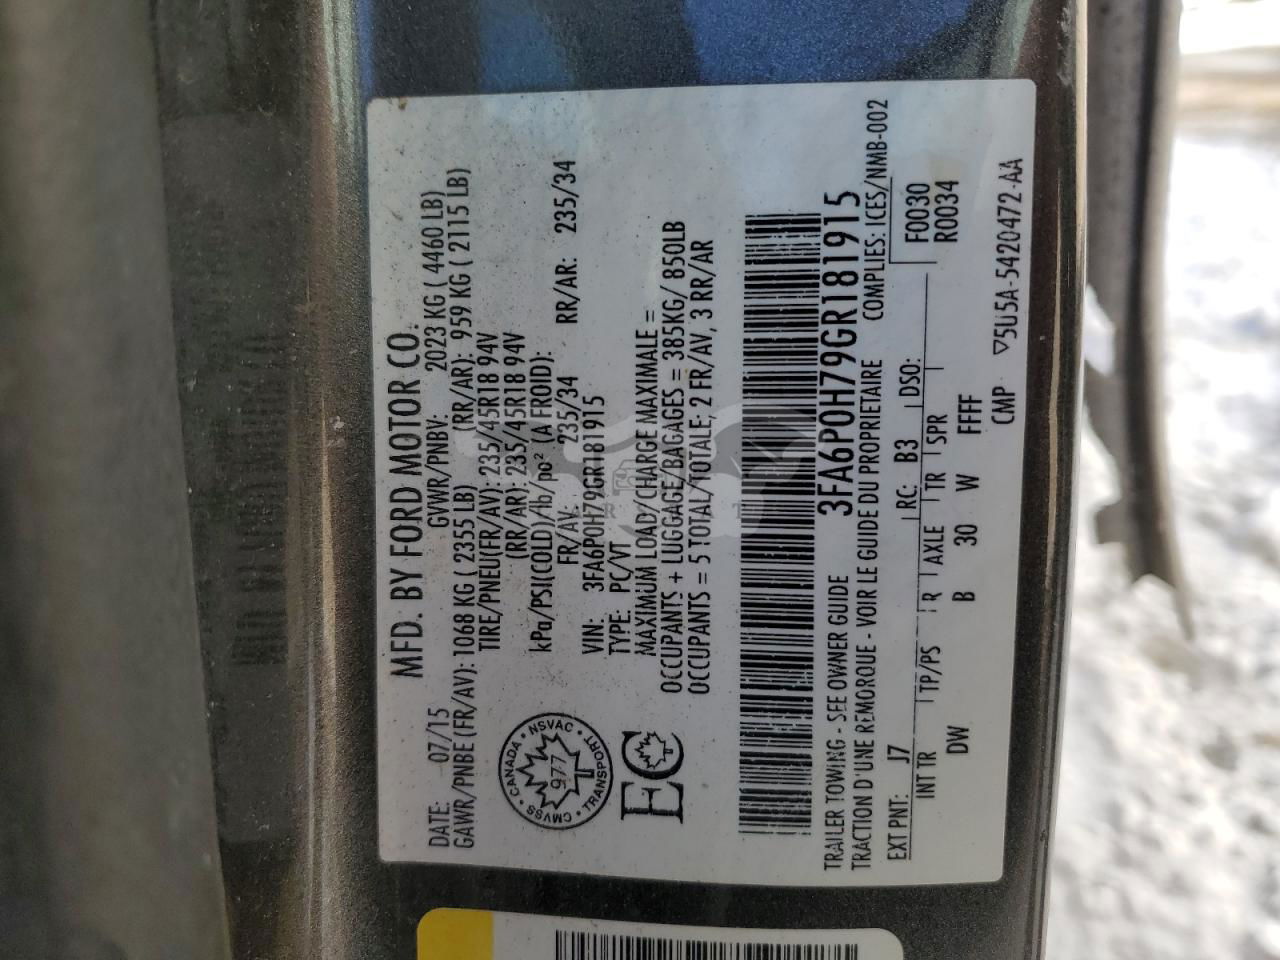 MFD. BY FORD MOTOR CO.
DATE: 07/15 GVWR/PNBV: 2023 KG ( 4460 LB)
GAWR/PNBE (FR/AV): 1068 KG ( 2355 LB) (RR/AR): 959 KG ( 2115 LB)
TIRE/PNEU(FR/AV) 235/45R18 94V
(RR/AR): 235/45R18 94V
kPa/PSI(COLD)/lb/po² (A FROID):
FR/AV: 235/34 RR/AR: 235/34
VIN: 3FA6P0H79GR181915
TYPE: PC/VT
MAXIMUM LOAD/CHARGE MAXIMALE =
OCCUPANTS + LUGGAGE/BAGAGES = 385KG/ 850LB
OCCUPANTS = 5 TOTAL/TOTALE; 2 FR/AV, 3 RR/AR
CANADA • NSVAC • TRANSPORT • CMVSS •
977
EC
3FA6P0H79GR181915
TRAILER TOWING - SEE OWNER GUIDE
TRACTION D'UNE REMORQUE - VOIR LE GUIDE DU PROPRIETAIRE COMPLIES: ICES/NMB-002
EXT PNT: J7 RC: B3 DSO: F0030
INT TR TP/PS R AXLE TR SPR R0034
DW B 30 W FFF
CMP ▽5U5A-5420472-AA